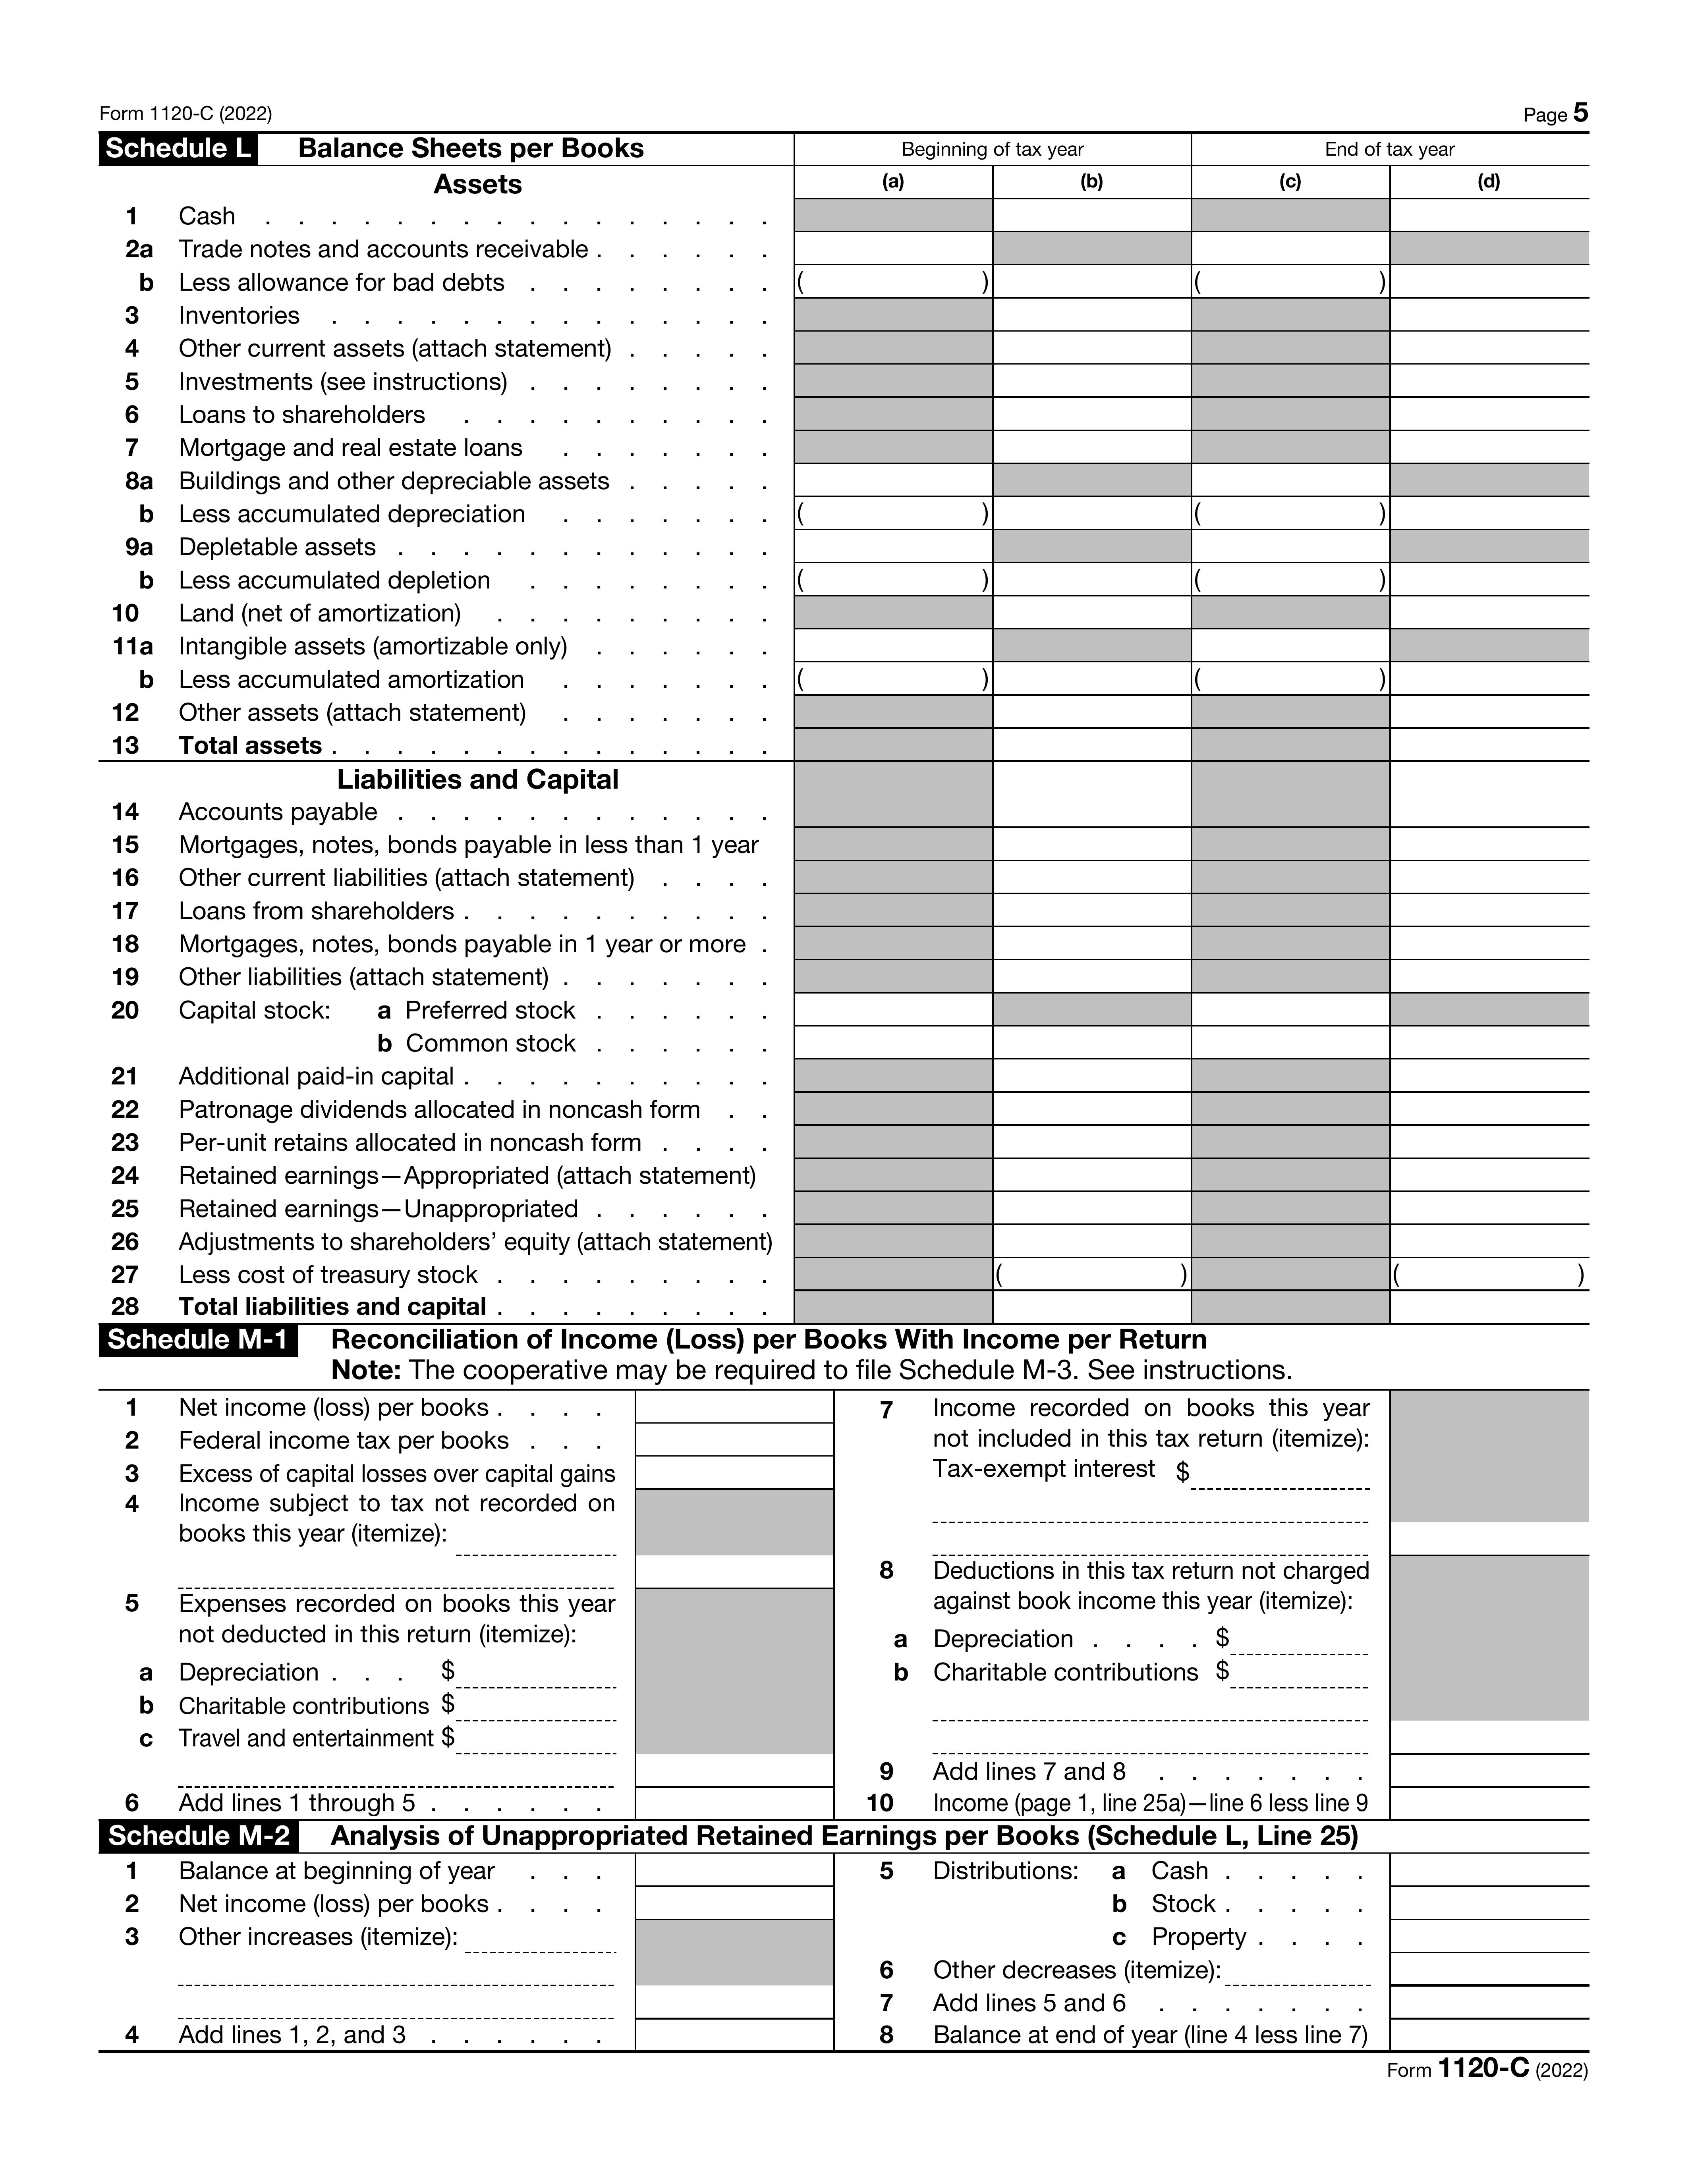 Form 1120-C (2022) Page 5
Schedule L Balance Sheets per Books Beginning of tax year End of tax year
Assets (a) (b) (c) (d)
1 Cash . . . . . . . . . . . . . . . .
2a Trade notes and accounts receivable . . . . . .
b Less allowance for bad debts . . . . . . . . ( ) ( )
3 Inventories . . . . . . . . . . . . . .
4 Other current assets (attach statement) . . . . .
5 Investments (see instructions) . . . . . . . .
6 Loans to shareholders . . . . . . . . . .
7 Mortgage and real estate loans . . . . . . .
8a Buildings and other depreciable assets . . . . .
b Less accumulated depreciation . . . . . . . ( ) ( )
9a Depletable assets . . . . . . . . . . . .
b Less accumulated depletion . . . . . . . . ( ) ( )
10 Land (net of amortization) . . . . . . . . .
11a Intangible assets (amortizable only) . . . . . .
b Less accumulated amortization . . . . . . . ( ) ( )
12 Other assets (attach statement) . . . . . . .
13 Total assets . . . . . . . . . . . . . .
Liabilities and Capital
14 Accounts payable . . . . . . . . . . . .
15 Mortgages, notes, bonds payable in less than 1 year
16 Other current liabilities (attach statement) . . . .
17 Loans from shareholders . . . . . . . . . .
18 Mortgages, notes, bonds payable in 1 year or more .
19 Other liabilities (attach statement) . . . . . . .
20 Capital stock: a Preferred stock . . . . . .
b Common stock . . . . . .
21 Additional paid-in capital . . . . . . . . . .
22 Patronage dividends allocated in noncash form . .
23 Per-unit retains allocated in noncash form . . . .
24 Retained earnings—Appropriated (attach statement)
25 Retained earnings—Unappropriated . . . . . .
26 Adjustments to shareholders’ equity (attach statement)
27 Less cost of treasury stock . . . . . . . . . ( ) ( )
28 Total liabilities and capital . . . . . . . . .
Schedule M-1 Reconciliation of Income (Loss) per Books With Income per Return
Note: The cooperative may be required to file Schedule M-3. See instructions.
1 Net income (loss) per books . . . .
2 Federal income tax per books . . .
3 Excess of capital losses over capital gains
4 Income subject to tax not recorded on
books this year (itemize):
5 Expenses recorded on books this year
not deducted in this return (itemize):
a Depreciation . . . $
b Charitable contributions $
c Travel and entertainment $
6 Add lines 1 through 5 . . . . . .
7 Income recorded on books this year
not included in this tax return (itemize):
Tax-exempt interest $
8 Deductions in this tax return not charged
against book income this year (itemize):
a Depreciation . . . . $
b Charitable contributions $
9 Add lines 7 and 8 . . . . . . .
10 Income (page 1, line 25a)—line 6 less line 9
Schedule M-2 Analysis of Unappropriated Retained Earnings per Books (Schedule L, Line 25)
1 Balance at beginning of year . . .
2 Net income (loss) per books . . . .
3 Other increases (itemize):
4 Add lines 1, 2, and 3 . . . . . .
5 Distributions: a Cash . . . . .
b Stock . . . . .
c Property . . . .
6 Other decreases (itemize):
7 Add lines 5 and 6 . . . . . . .
8 Balance at end of year (line 4 less line 7)
Form 1120-C (2022)